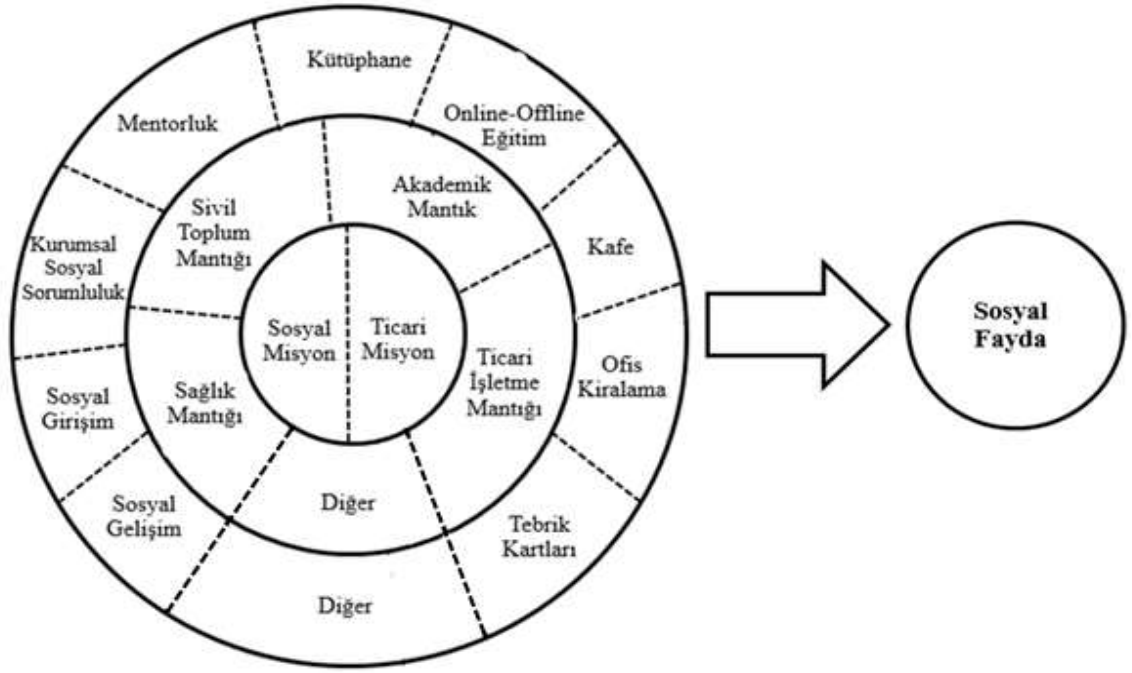 Kütüphane
Online-Offline
Eğitim
Kafe
Ofis
Kiralama
Tebrik
Kartları
Diğer
Sosyal
Gelişim
Sosyal
Girişim
Kurumsal
Sosyal
Sorumluluk
Mentorluk
Sivil
Toplum
Mantığı
Akademik
Mantık
Ticari
İşletme
Mantığı
Diğer
Sağlık
Mantığı
Sosyal
Misyon
Ticari
Misyon
Sosyal
Fayda